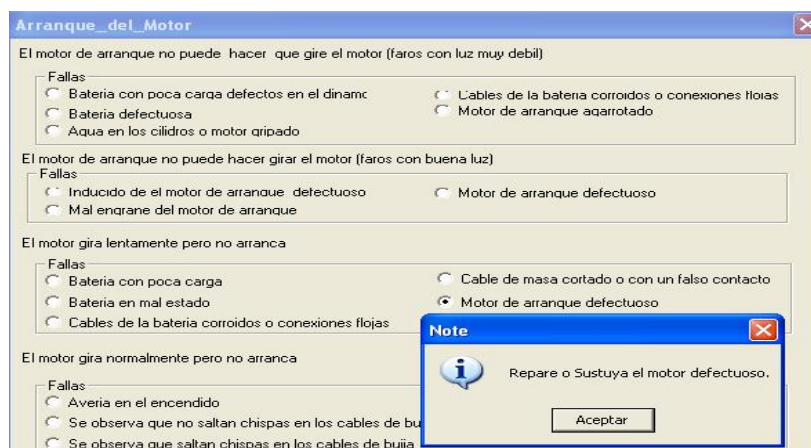 Arranque_del_Motor
El motor de arranque no puede hacer que gire el motor (faros con luz muy debil)
Fallas
Bateria con poca carga defectos en el dinamo
Cables de la bateria corroidos o conexiones flojas
Bateria defectuosa
Motor de arranque agarrotado
Agua en los cilidros o motor gripado
El motor de arranque no puede hacer girar el motor (faros con buena luz)
Fallas
Inducido de el motor de arranque defectuoso
Motor de arranque defectuoso
Mal engrane del motor de arranque
El motor gira lentamente pero no arranca
Fallas
Bateria con poca carga
Cable de masa cortado o con un falso contacto
Bateria en mal estado
Motor de arranque defectuoso
Cables de la bateria corroidos o conexiones flojas
Note
Repare o Sustuya el motor defectuoso.
Aceptar
El motor gira normalmente pero no arranca
Fallas
Averia en el encendido
Se observa que no saltan chispas en los cables de bu
Se observa que saltan chispas en los cables de bujia